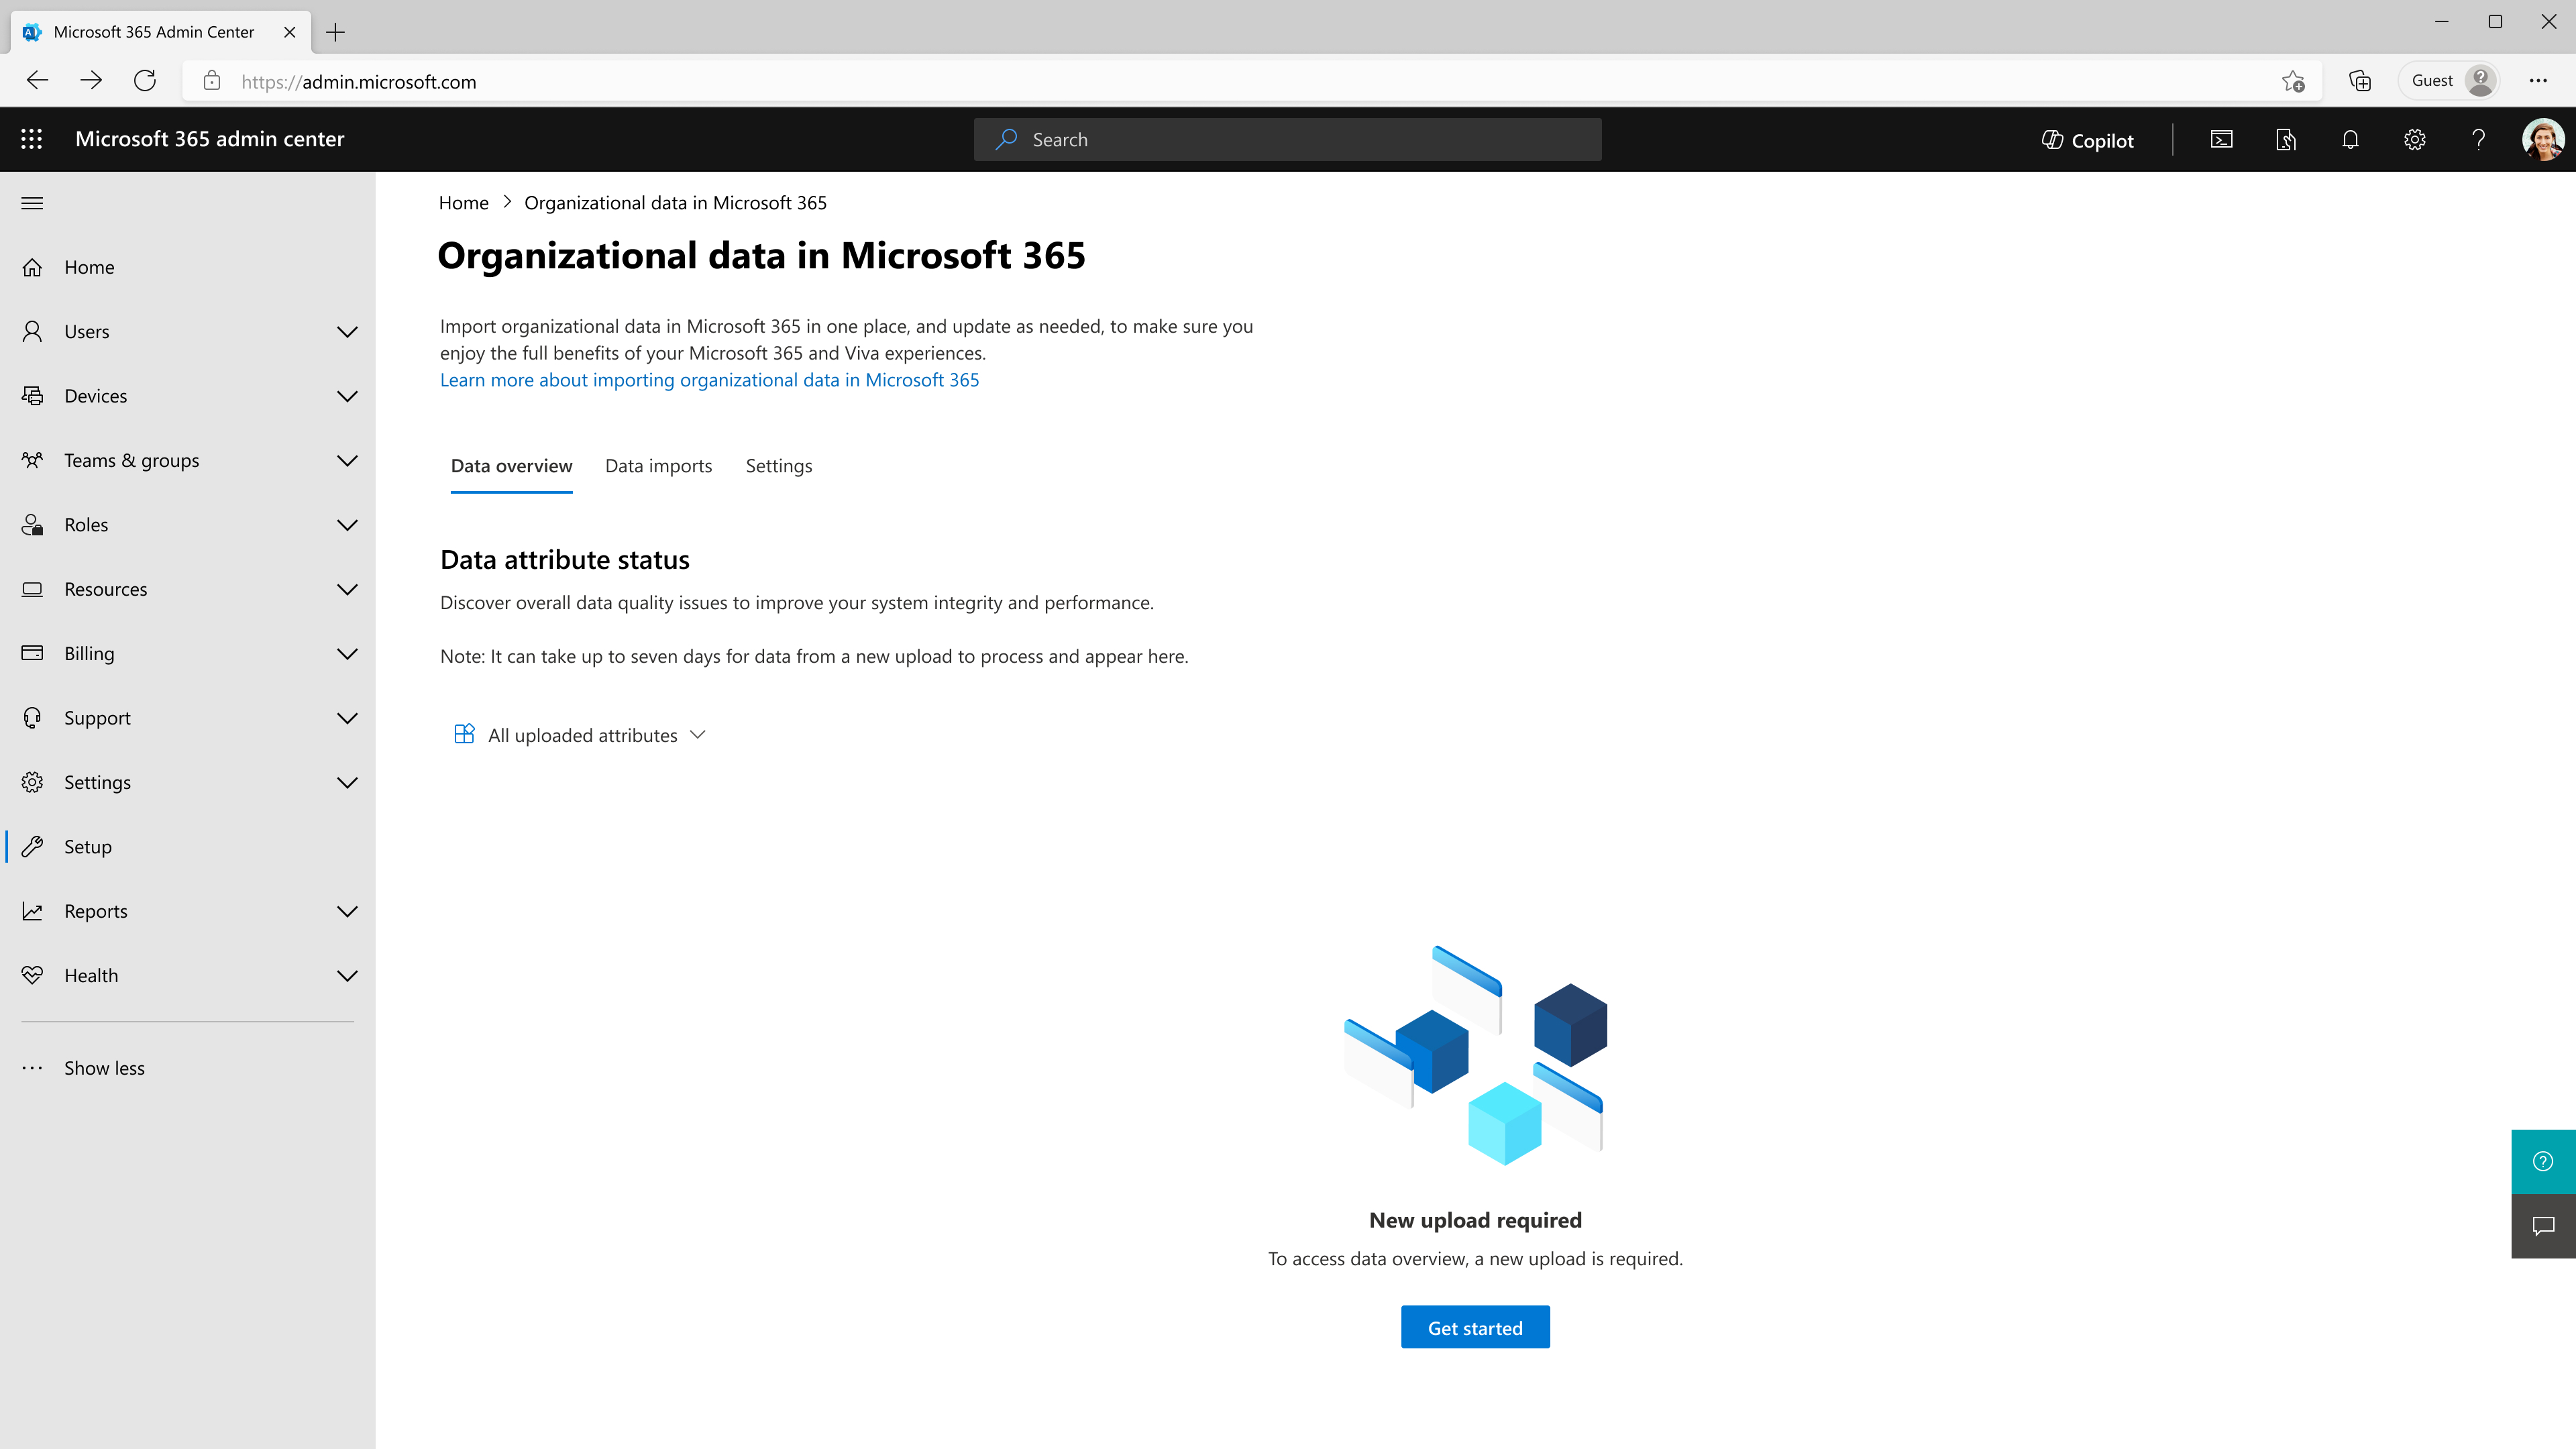 Microsoft 365 Admin Center
https://admin.microsoft.com
Guest
Microsoft 365 admin center
Search
Copilot
Home
Users
Devices
Teams & groups
Roles
Resources
Billing
Support
Settings
Setup
Reports
Health
Show less
Home > Organizational data in Microsoft 365
Organizational data in Microsoft 365
Import organizational data in Microsoft 365 in one place, and update as needed, to make sure you
enjoy the full benefits of your Microsoft 365 and Viva experiences.
Learn more about importing organizational data in Microsoft 365
Data overview Data imports Settings
Data attribute status
Discover overall data quality issues to improve your system integrity and performance.
Note: It can take up to seven days for data from a new upload to process and appear here.
All uploaded attributes
New upload required
To access data overview, a new upload is required.
Get started